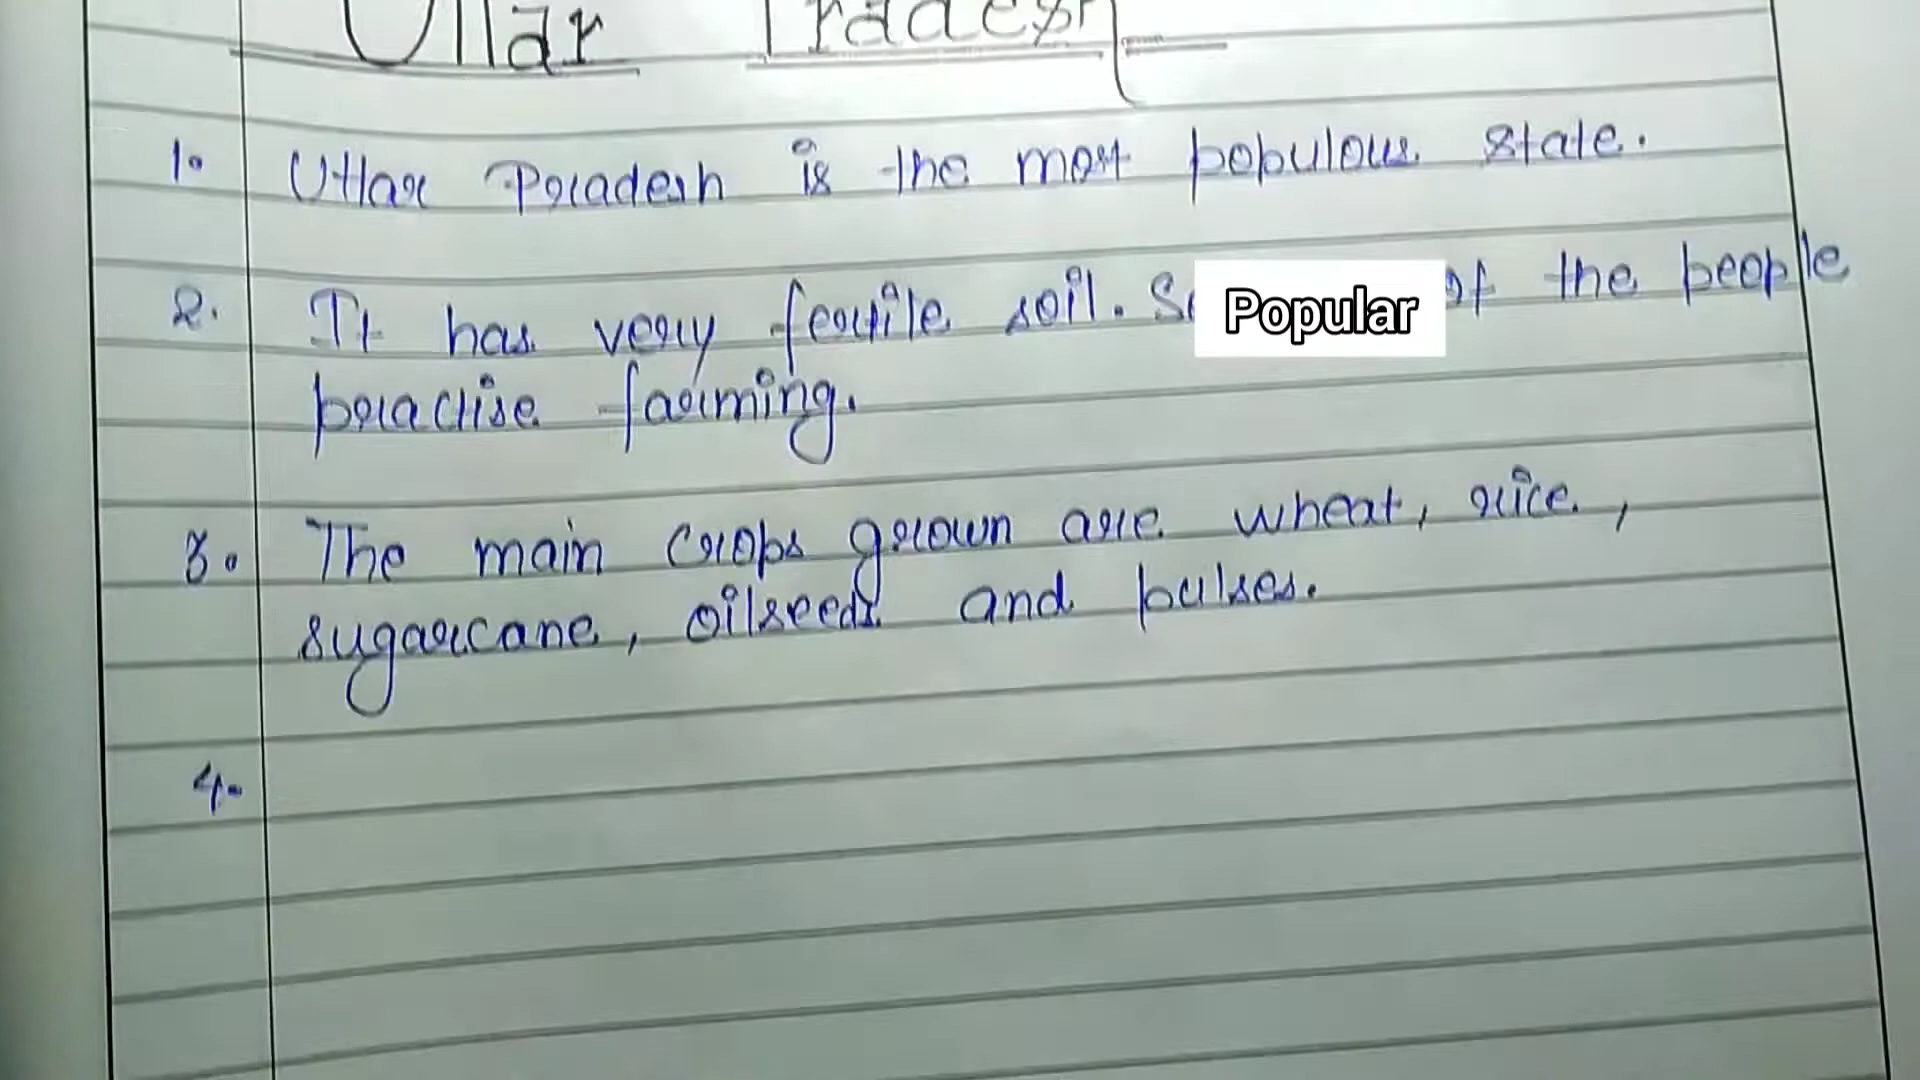 Uttar Pradesh
1. Uttar Pradesh is the most populous state.
2. It has very fertile soil. Popular of the people
practise farming.
3. The main crops grown are wheat, rice,
sugarcane, oilseeds and pulses.
4.